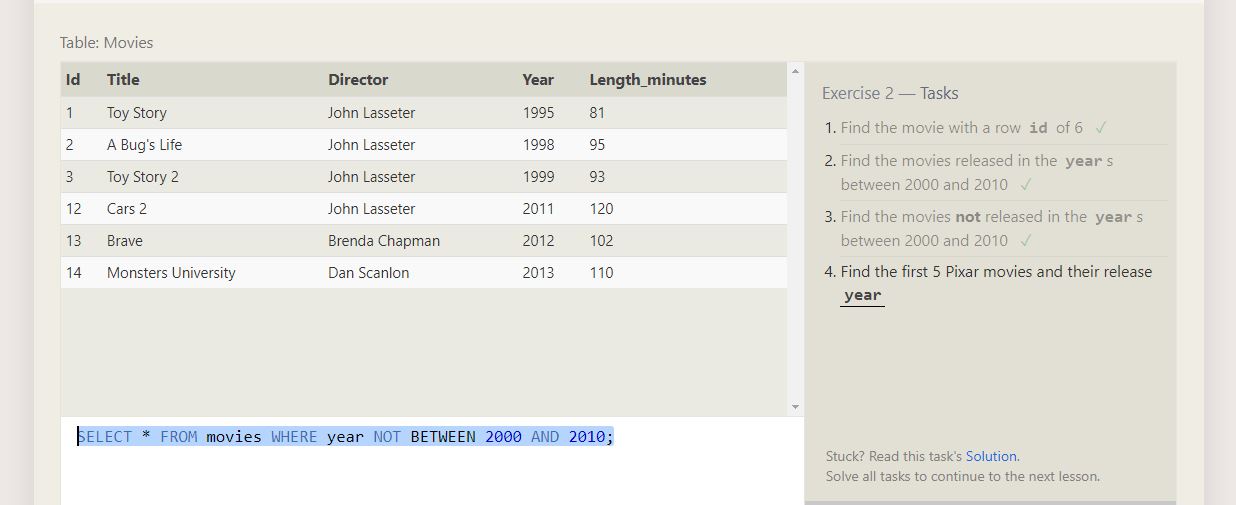 Table: Movies
Id Title Director Year Length_minutes
1 Toy Story John Lasseter 1995 81
2 A Bug's Life John Lasseter 1998 95
3 Toy Story 2 John Lasseter 1999 93
12 Cars 2 John Lasseter 2011 120
13 Brave Brenda Chapman 2012 102
14 Monsters University Dan Scanlon 2013 110
SELECT * FROM movies WHERE year NOT BETWEEN 2000 AND 2010;
Exercise 2 — Tasks
1. Find the movie with a row id of 6 ✓
2. Find the movies released in the year s
between 2000 and 2010 ✓
3. Find the movies not released in the year s
between 2000 and 2010 ✓
4. Find the first 5 Pixar movies and their release
year
Stuck? Read this task's Solution.
Solve all tasks to continue to the next lesson.